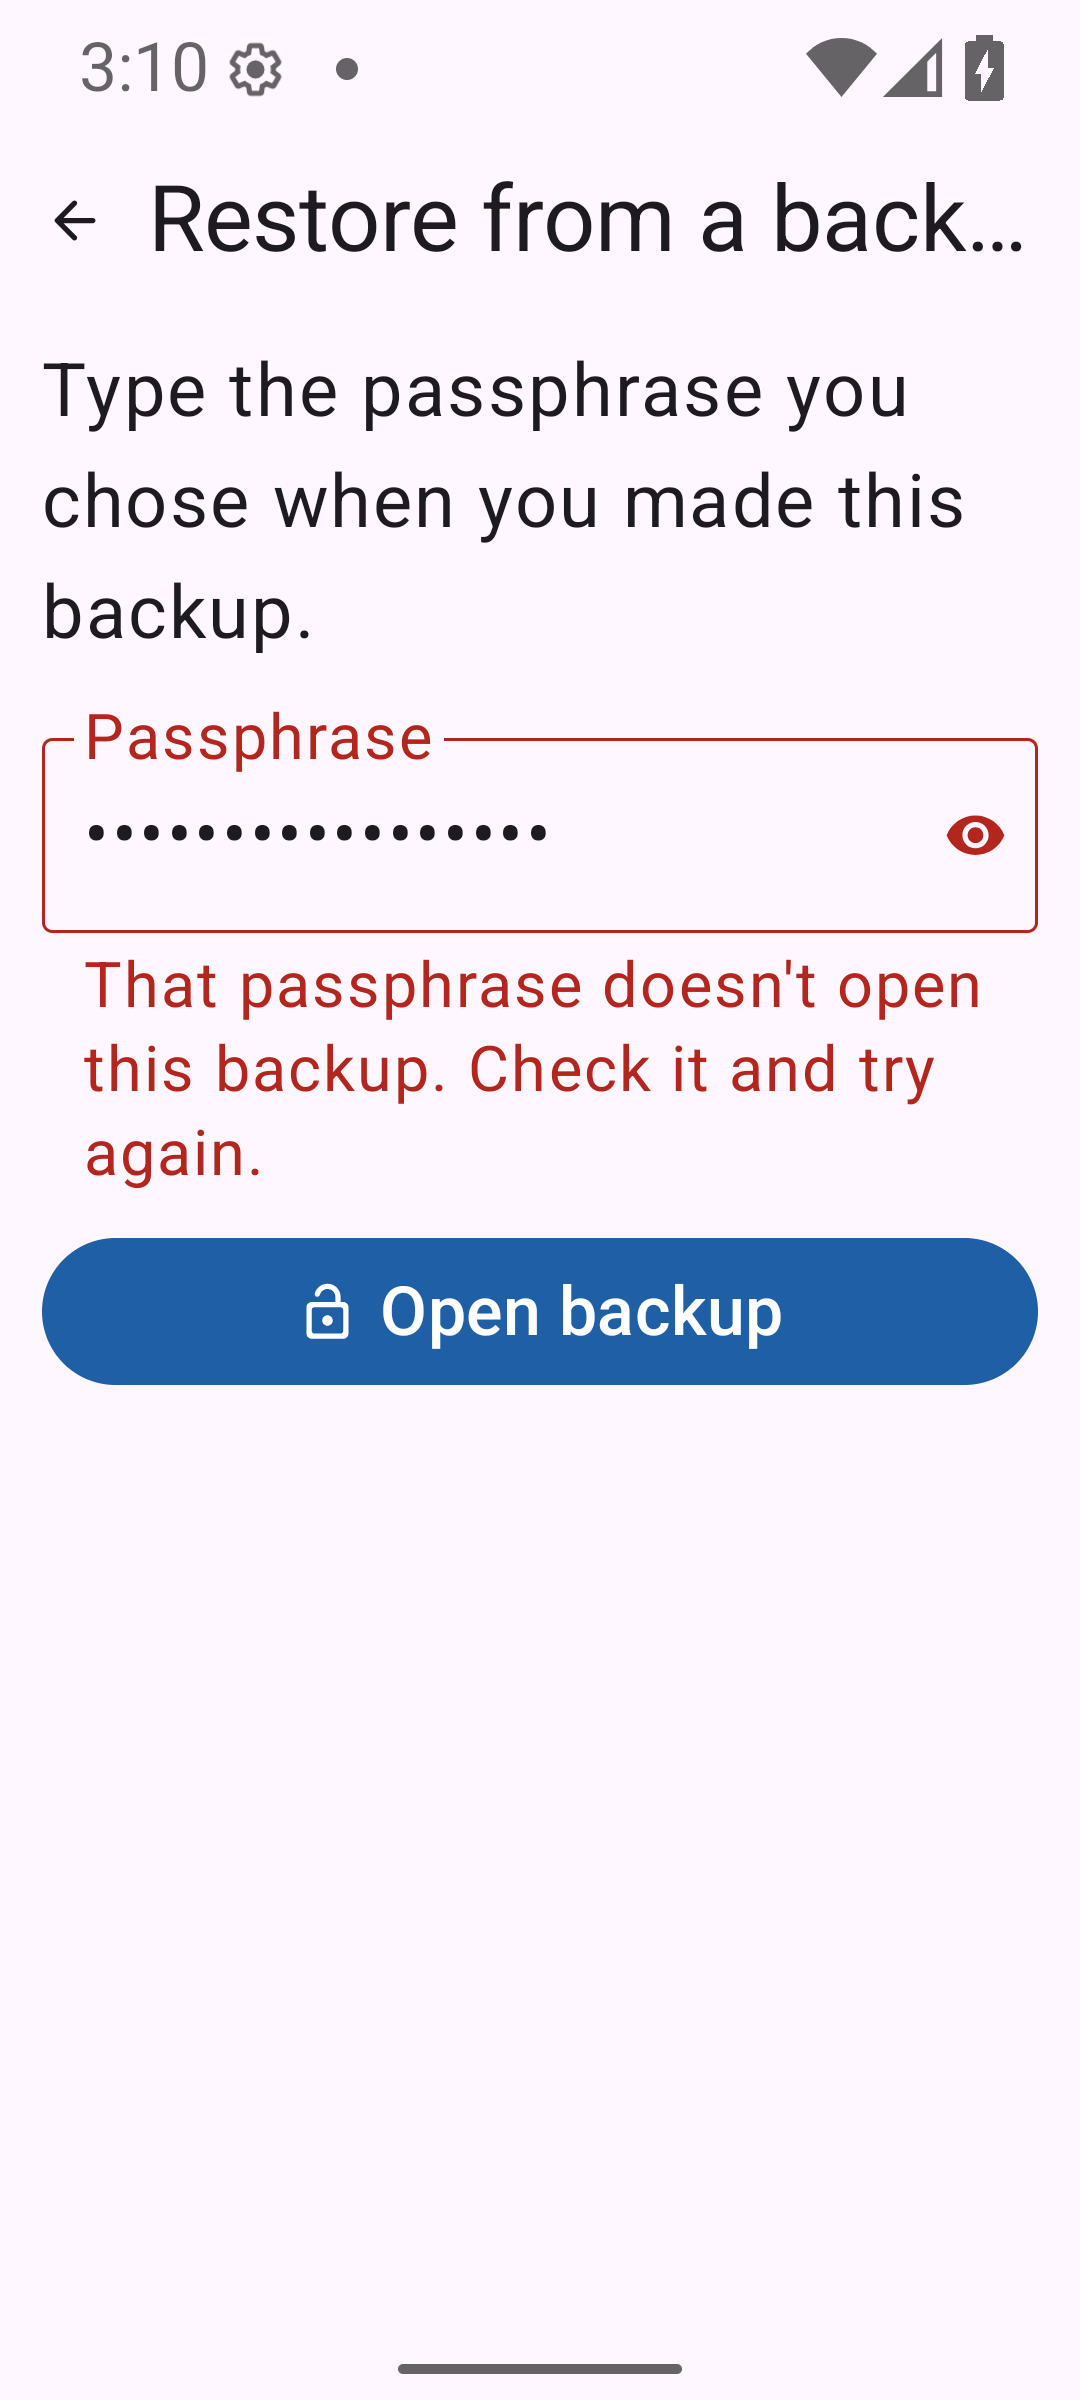 3:10
Restore from a back...
Type the passphrase you
chose when you made this
backup.
Passphrase
•••••••••••••••••
That passphrase doesn't open
this backup. Check it and try
again.
Open backup